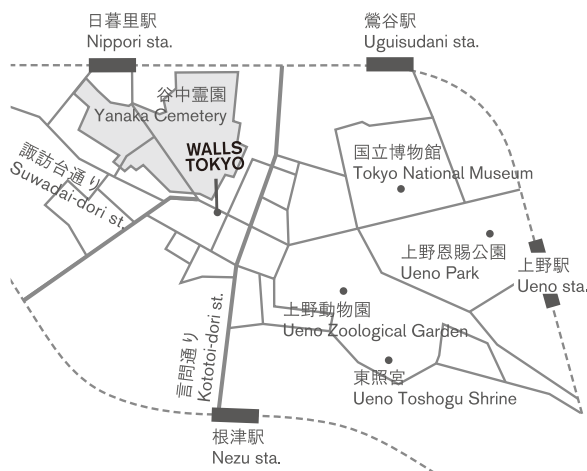 日暮里駅
Nippori sta.
鶯谷駅
Uguisudani sta.
谷中霊園
Yanaka Cemetery
WALLS
TOKYO
国立博物館
Tokyo National Museum
諏訪台通り
Suwadai-dori st.
上野恩賜公園
Ueno Park
上野駅
Ueno sta.
上野動物園
Ueno Zoological Garden
言問通り
Kototoi-dori st.
東照宮
Ueno Toshogu Shrine
根津駅
Nezu sta.